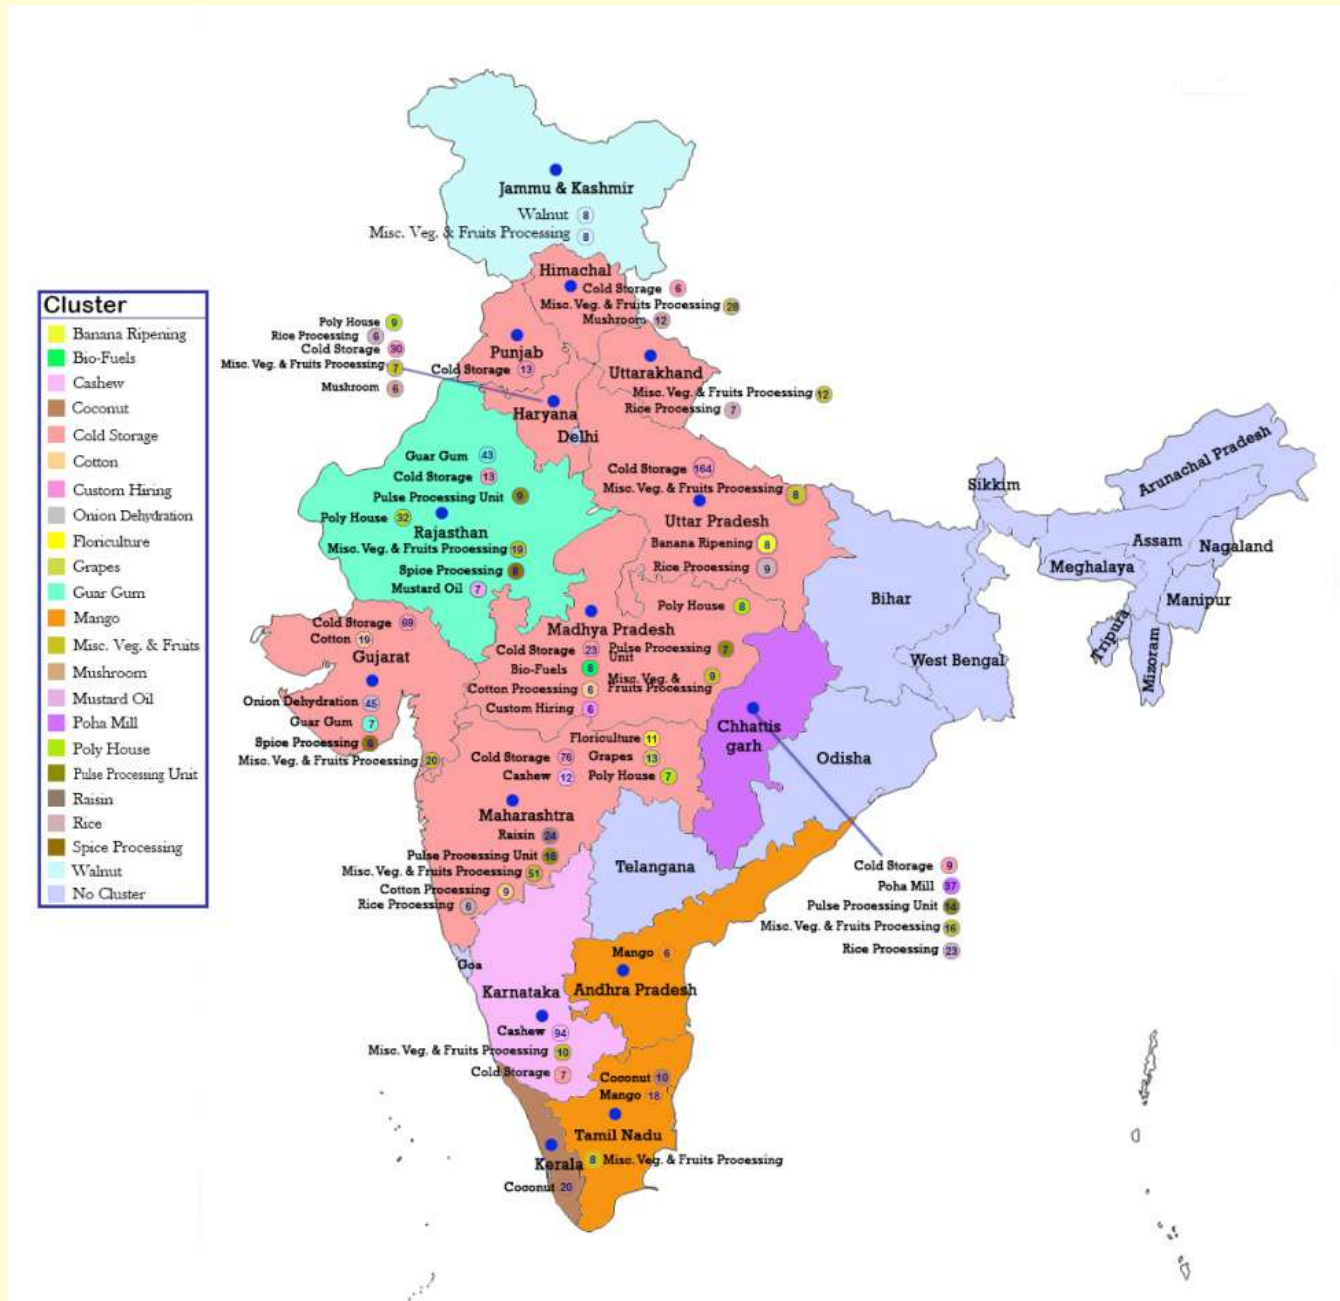 Jammu & Kashmir
Walnut 8
Misc. Veg. & Fruits Processing 8
Himachal
Cold Storage 6
Misc. Veg. & Fruits Processing 28
Mushroom 12
Poly House 9
Rice Processing 6
Cold Storage 30
Misc. Veg. & Fruits Processing 7
Mushroom 6
Punjab
Cold Storage 13
Uttarakhand
Misc. Veg. & Fruits Processing 12
Rice Processing 7
Haryana
Delhi
Cluster
Banana Ripening
Bio-Fuels
Cashew
Coconut
Cold Storage
Cotton
Custom Hiring
Onion Dehydration
Floriculture
Grapes
Guar Gum
Mango
Misc. Veg. & Fruits
Mushroom
Mustard Oil
Poha Mill
Poly House
Pulse Processing Unit
Raisin
Rice
Spice Processing
Walnut
No Cluster
Guar Gum 43
Cold Storage 13
Pulse Processing Unit 9
Poly House 32
Rajasthan
Misc. Veg. & Fruits Processing 19
Spice Processing
Mustard Oil 7
Cold Storage 164
Misc. Veg. & Fruits Processing 8
Uttar Pradesh
Banana Ripening 8
Rice Processing 9
Sikkim
Arunachal Pradesh
Assam
Nagaland
Meghalaya
Manipur
Tripura
Mizoram
Bihar
West Bengal
Cold Storage 69
Cotton 19
Gujarat
Onion Dehydration 45
Guar Gum 7
Spice Processing
Misc. Veg. & Fruits Processing 20
Poly House 8
Madhya Pradesh
Cold Storage 23
Pulse Processing 7
Unit
Bio-Fuels 8
Misc. Veg. &
Fruits Processing 9
Cotton Processing 6
Custom Hiring 6
Chhattis
garh
Odisha
Floriculture 11
Cold Storage 76
Grapes 13
Cashew 12
Poly House 7
Maharashtra
Raisin 24
Pulse Processing Unit 18
Misc. Veg. & Fruits Processing 51
Cotton Processing 9
Rice Processing 6
Telangana
Cold Storage 9
Poha Mill 37
Pulse Processing Unit 14
Misc. Veg. & Fruits Processing 16
Rice Processing 23
Goa
Mango 6
Andhra Pradesh
Karnataka
Cashew 94
Misc. Veg. & Fruits Processing 10
Cold Storage 7
Coconut 10
Mango 18
Tamil Nadu
8 Misc. Veg. & Fruits Processing
Kerala
Coconut 20